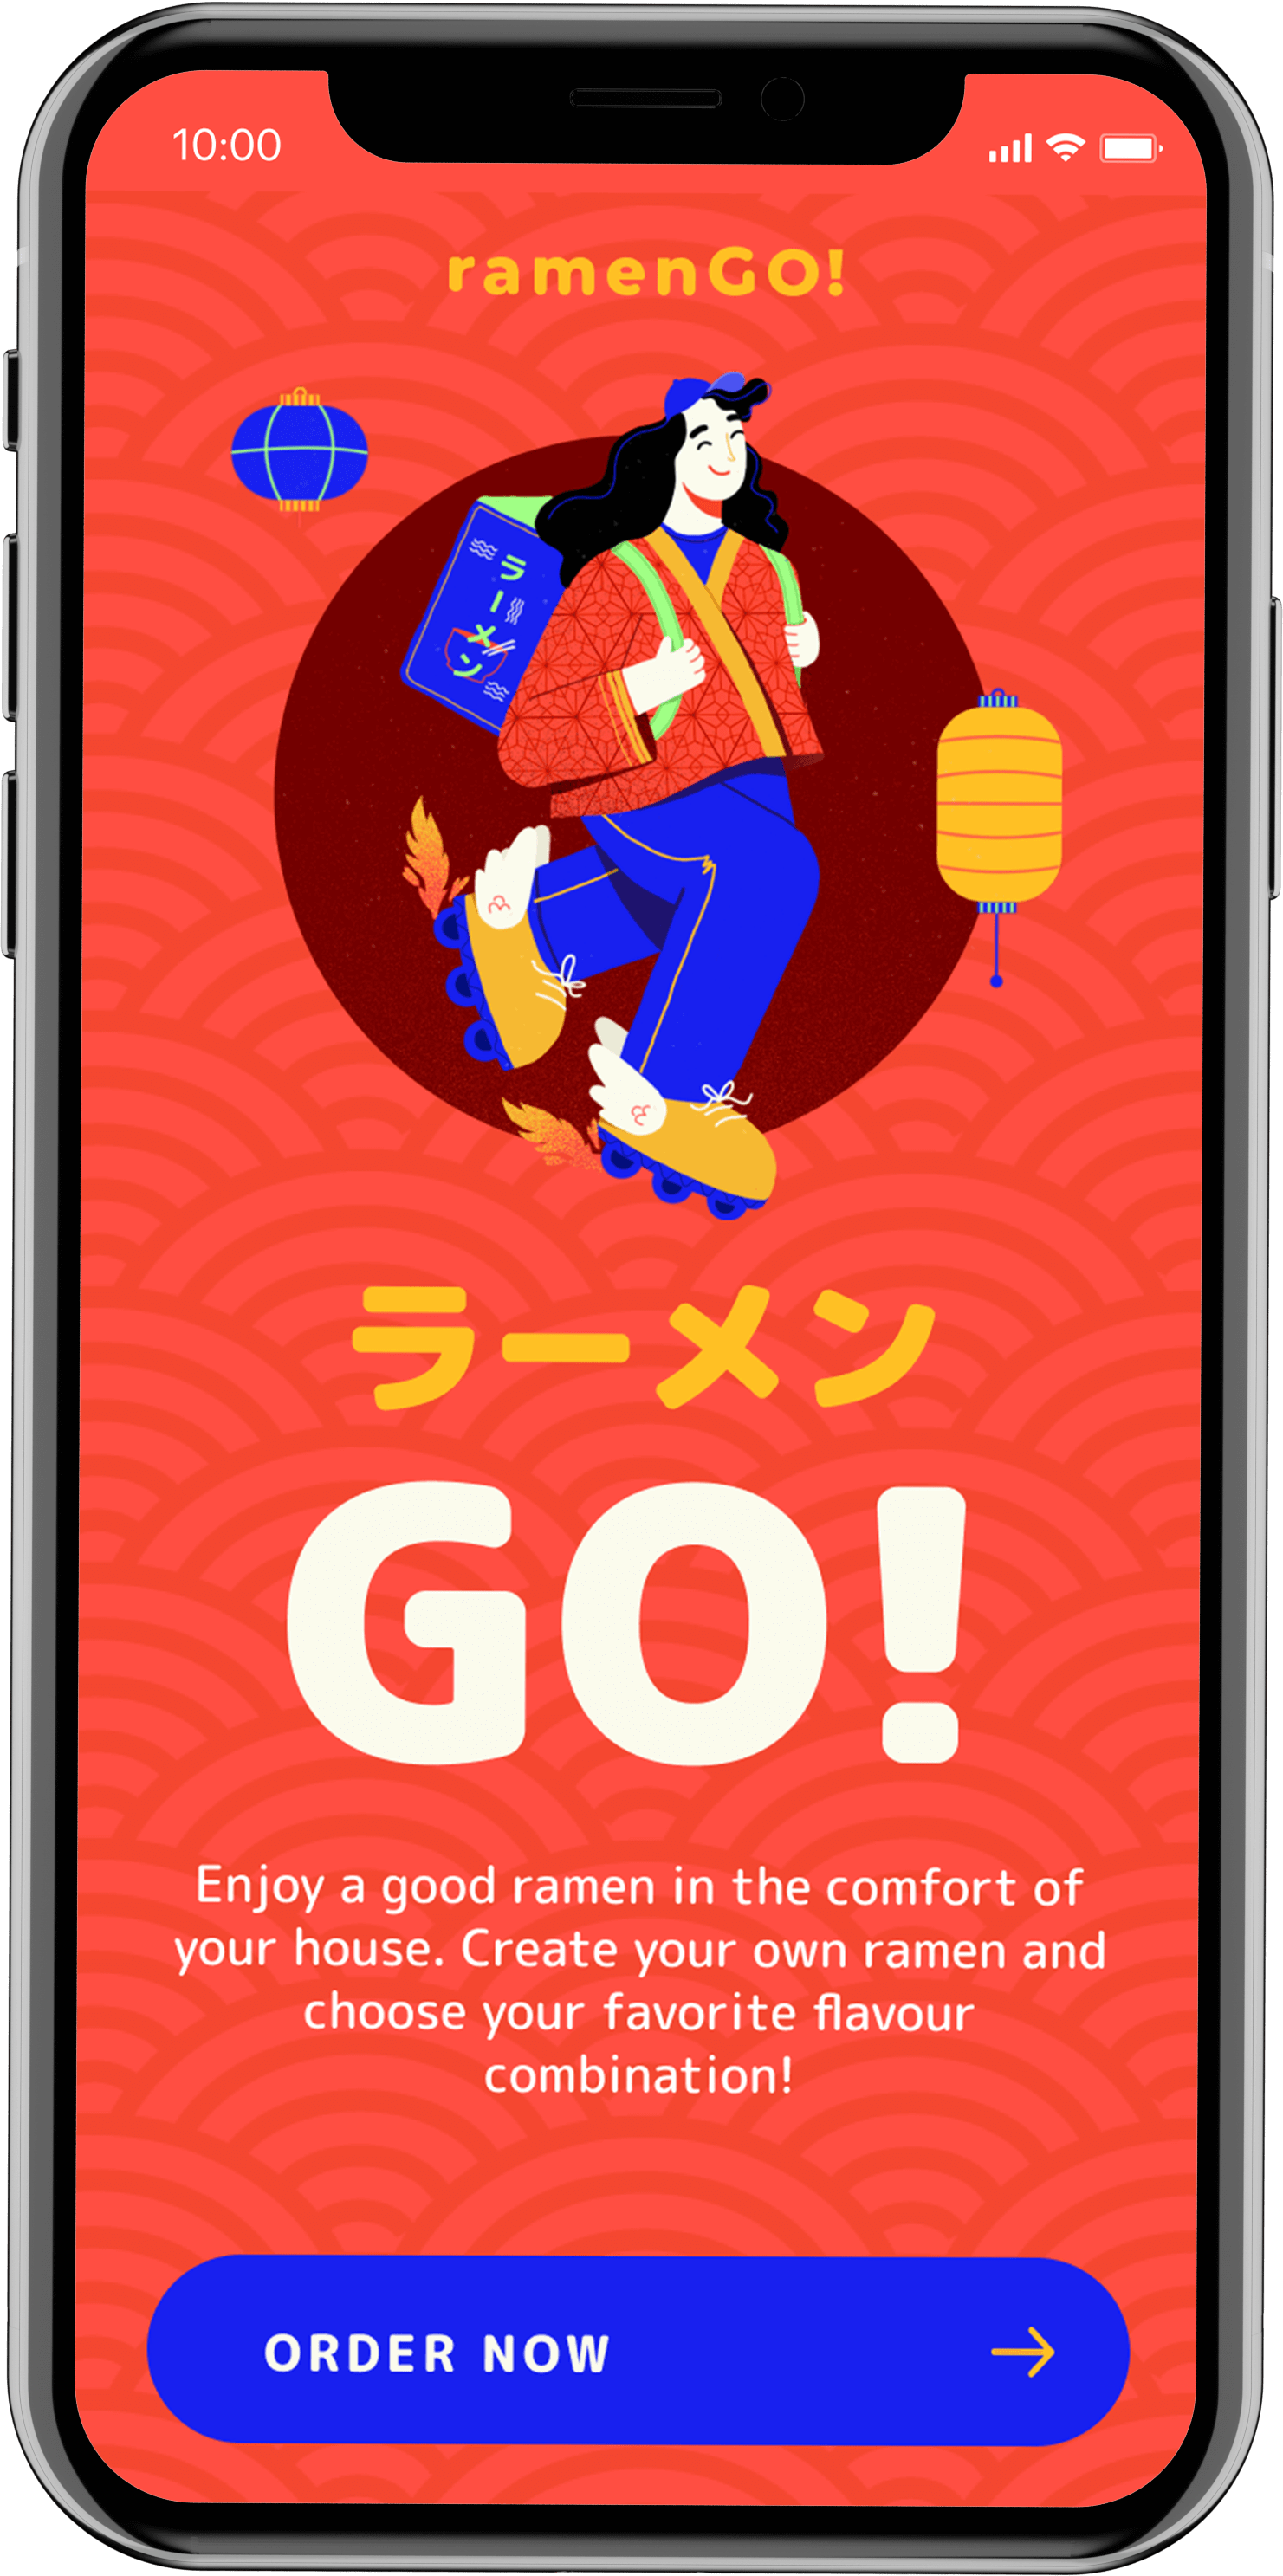 10:00
ramenGO!
ラーメン
ラーメン
GO!
Enjoy a good ramen in the comfort of
your house. Create your own ramen and
choose your favorite flavour
combination!
ORDER NOW